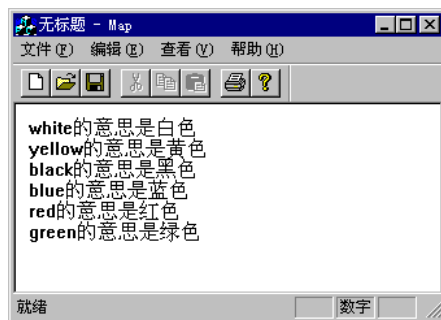 无标题 - Map
文件(F) 编辑(E) 查看(V) 帮助(H)
white的意思是白色
yellow的意思是黄色
black的意思是黑色
blue的意思是蓝色
red的意思是红色
green的意思是绿色
就绪 数字